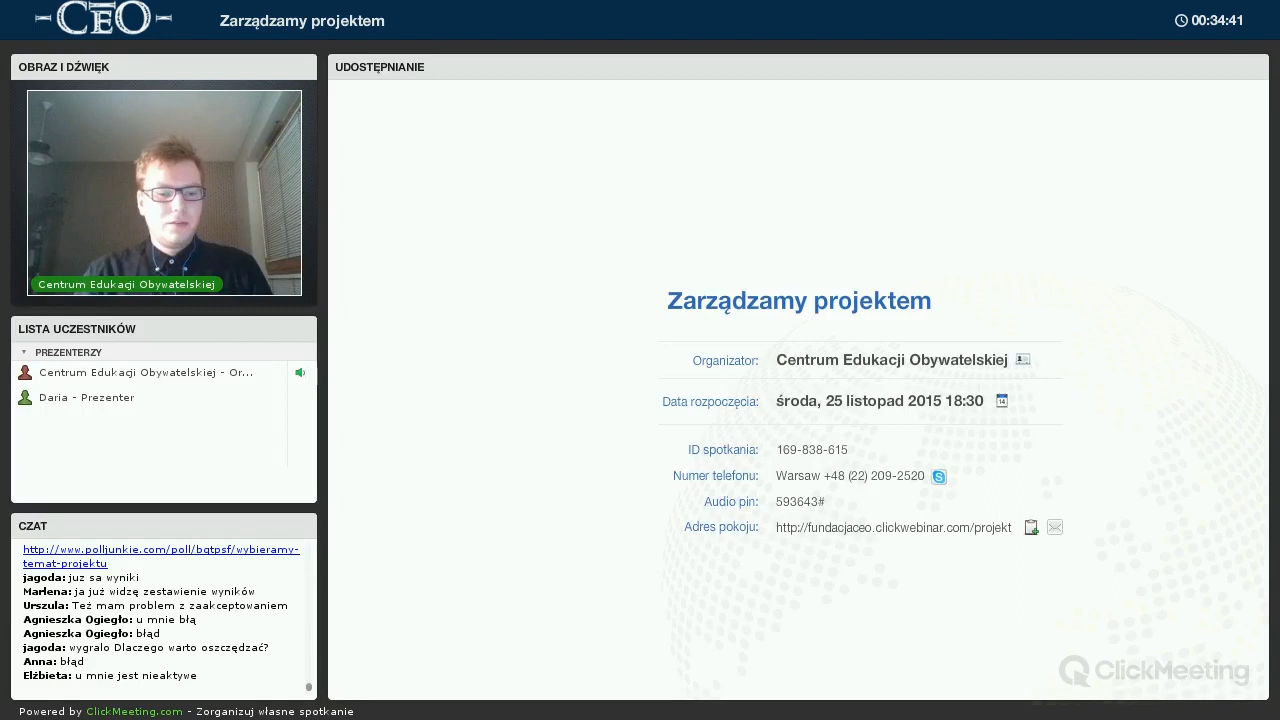 CEO
Zarządzamy projektem
00:34:41
OBRAZ I DŹWIĘK
Centrum Edukacji Obywatelskiej
LISTA UCZESTNIKÓW
PREZENTERZY
Centrum Edukacji Obywatelskiej - Or...
Daria - Prezenter
CZAT
http://www.polljunkie.com/poll/bqtpsf/wybieramy-
temat-projektu
jagoda: juz sa wyniki
Marlena: ja już widzę zestawienie wyników
Urszula: Też mam problem z zaakceptowaniem
Agnieszka Ogiegło: u mnie błą
Agnieszka Ogiegło: błąd
jagoda: wygralo Dlaczego warto oszczędzać?
Anna: błąd
Elżbieta: u mnie jest nieaktywe
UDOSTĘPNIANIE
Zarządzamy projektem
Organizator: Centrum Edukacji Obywatelskiej
Data rozpoczęcia: środa, 25 listopad 2015 18:30
14
ID spotkania: 169-838-615
Numer telefonu: Warsaw +48 (22) 209-2520
Audio pin: 593643#
Adres pokoju: http://fundacjaceo.clickwebinar.com/projekt
ClickMeeting
Powered by ClickMeeting.com - Zorganizuj własne spotkanie